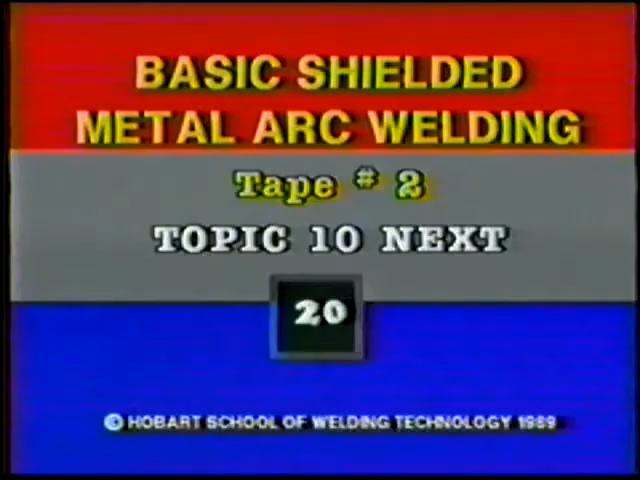 BASIC SHIELDED
METAL ARC WELDING
Tape # 2
TOPIC 10 NEXT
20
© HOBART SCHOOL OF WELDING TECHNOLOGY 1989